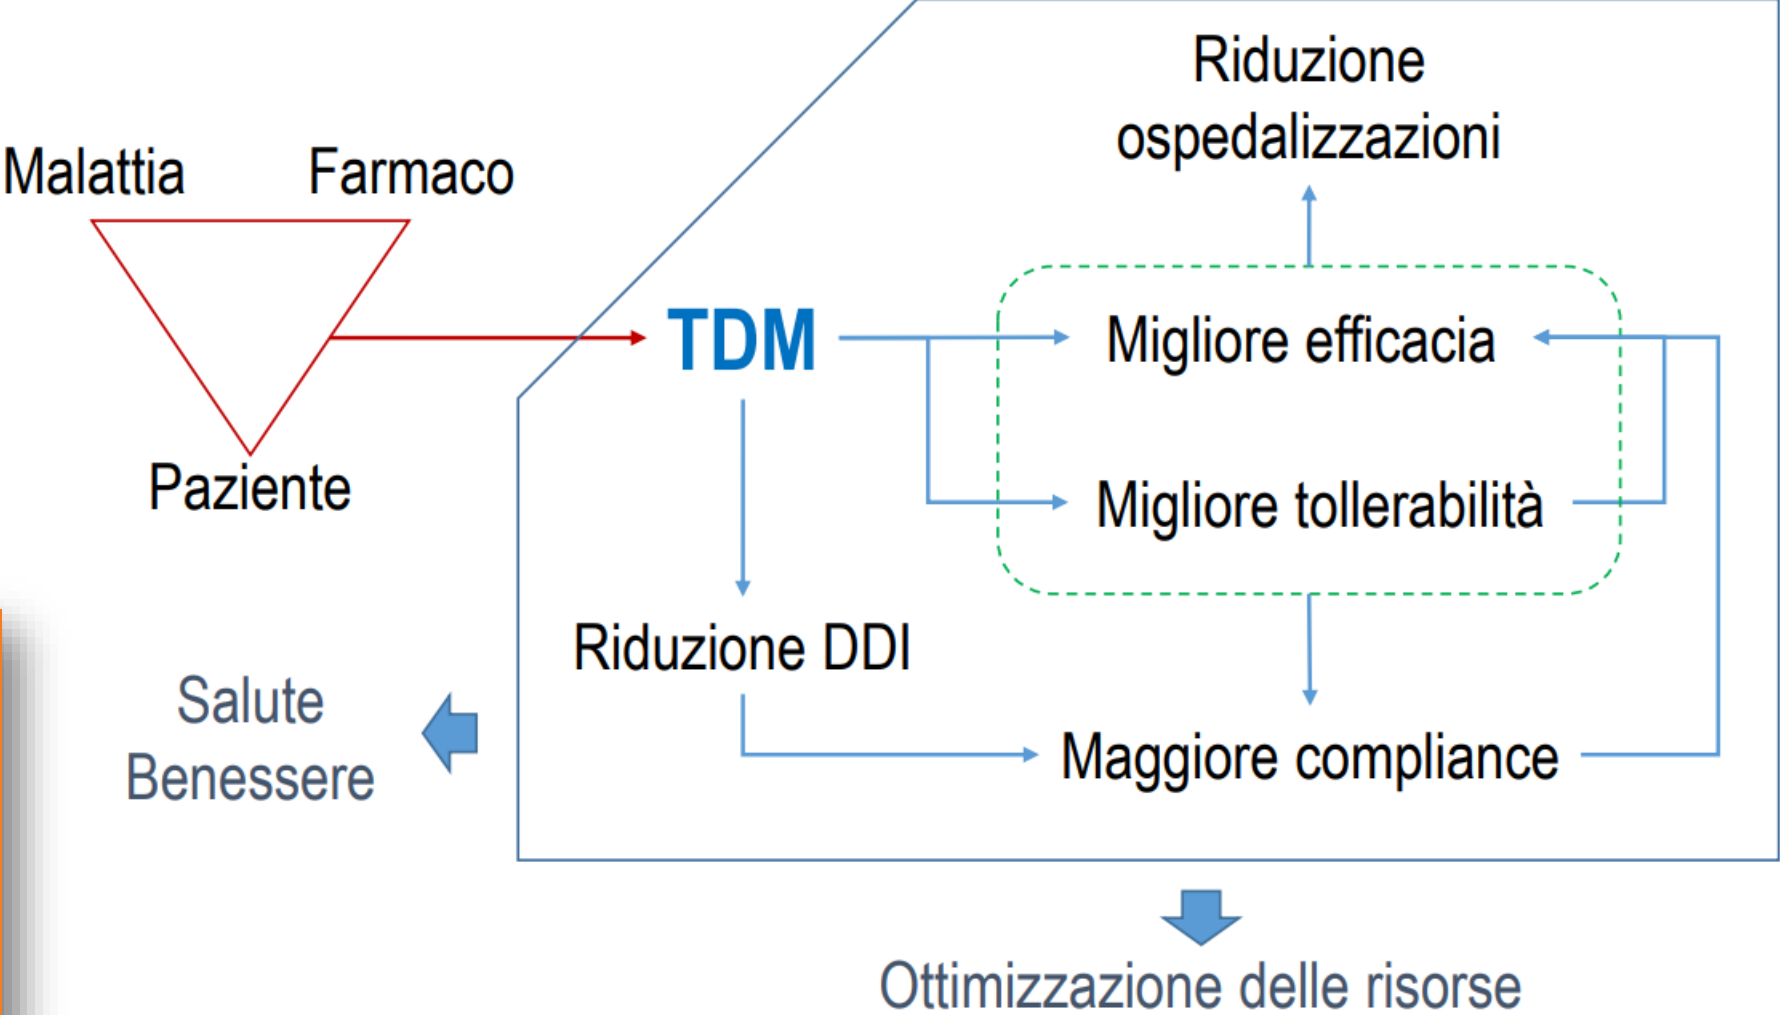 Riduzione
ospedalizzazioni
Malattia
Farmaco
TDM
Migliore efficacia
Paziente
Migliore tollerabilità
Riduzione DDI
Salute
Benessere
Maggiore compliance
Ottimizzazione delle risorse